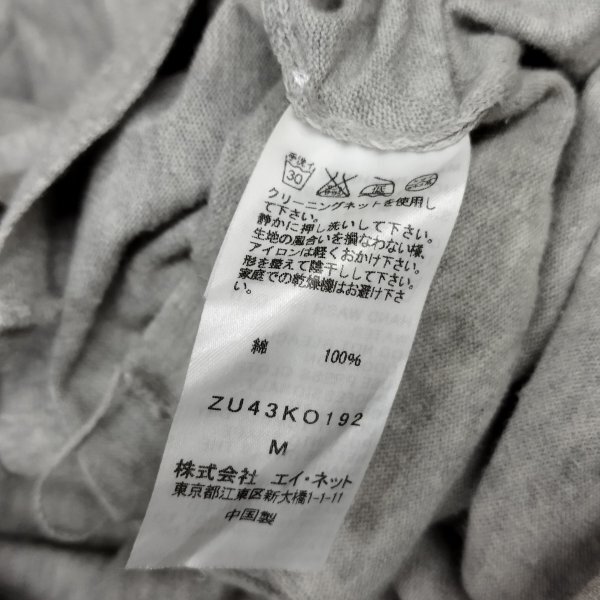 手洗イ
30
クリーニングネットを使用し
て下さい。
静かに押し洗いして下さい。
生地の風合いを損なわない様、
アイロンは軽くおかけ下さい。
形を整えて陰干しして下さい。
家庭での乾燥機はお避け下さ
い。
綿 100%
ZU43KO192
M
株式会社 エイ・ネット
東京都江東区新大橋1-1-11
中国製